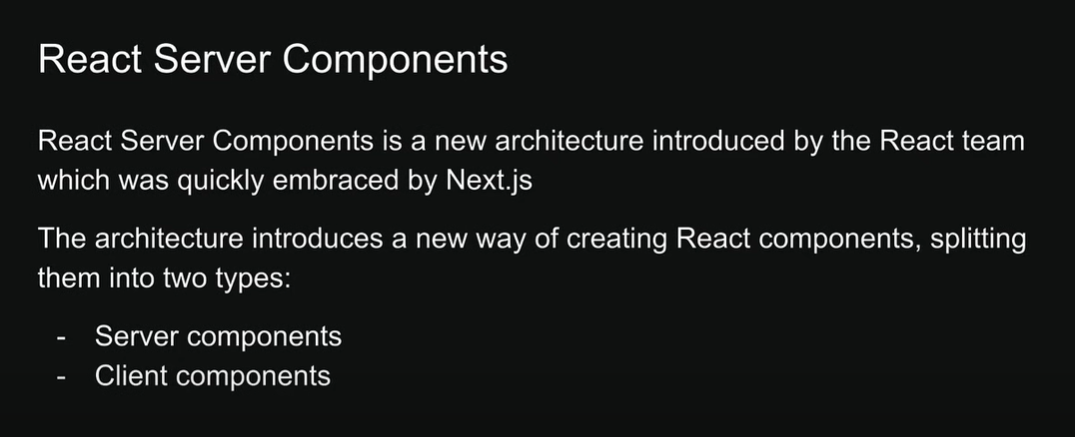 React Server Components
React Server Components is a new architecture introduced by the React team
which was quickly embraced by Next.js
The architecture introduces a new way of creating React components, splitting
them into two types:
- Server components
- Client components